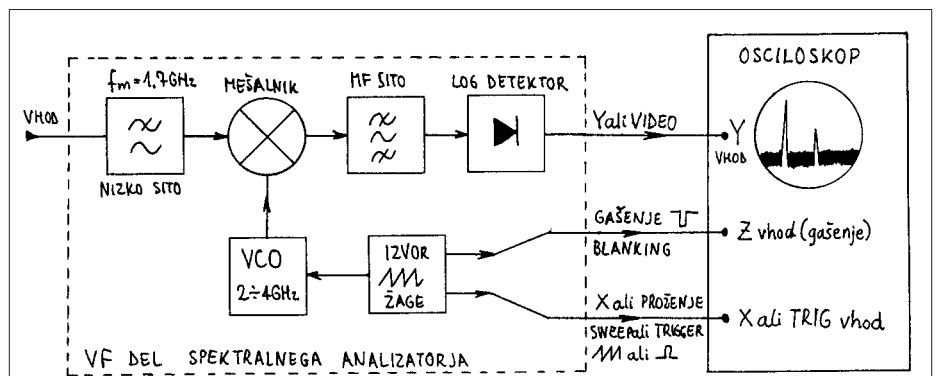 OSCILOSKOP
fm=1,7GHz
MEŠALNIK
MF SITO
LOG DETEKTOR
VHOD
Y ali VIDEO
Y
VHOD
NIZKO SITO
GAŠENJE
BLANKING
Z vhod (gašenje)
VCO
2÷4GHz
IZVOR
ŽAGE
X ali PROŽENJE
SWEEP ali TRIGGER
ali
X ali TRIG vhod
VF DEL SPEKTRALNEGA ANALIZATORJA